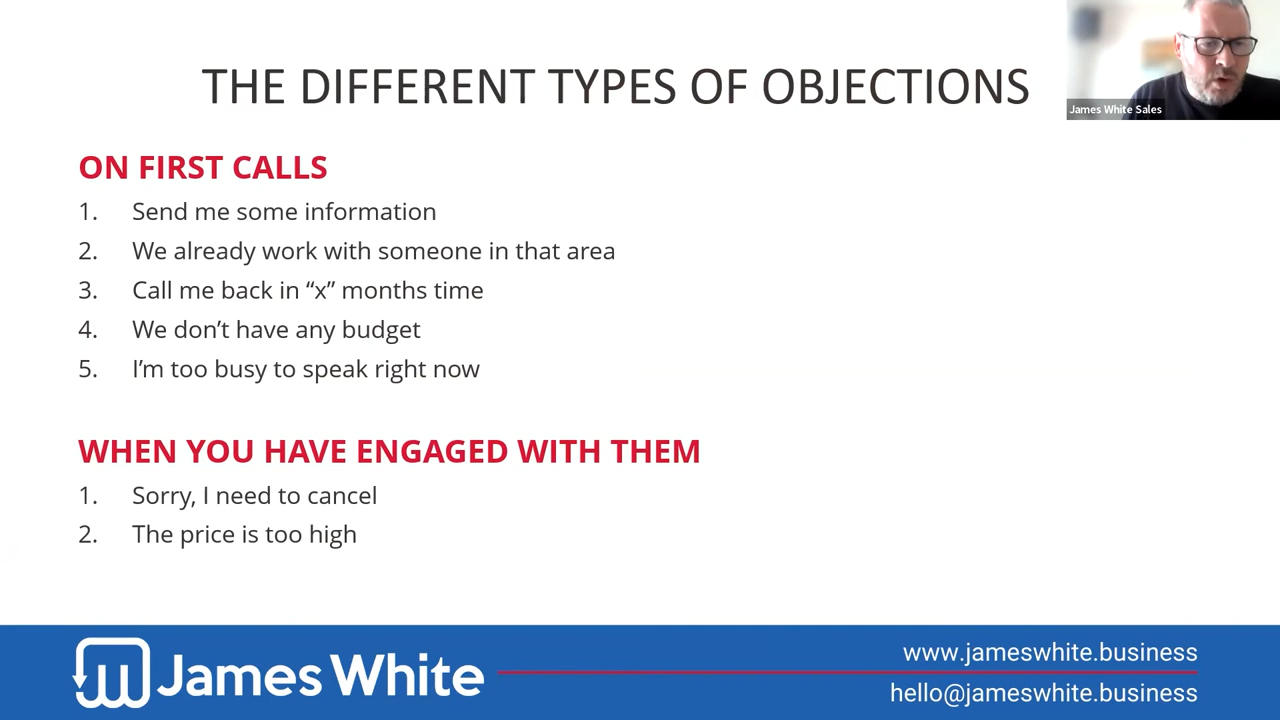 THE DIFFERENT TYPES OF OBJECTIONS
James White Sales
ON FIRST CALLS
1. Send me some information
2. We already work with someone in that area
3. Call me back in “x” months time
4. We don’t have any budget
5. I’m too busy to speak right now
WHEN YOU HAVE ENGAGED WITH THEM
1. Sorry, I need to cancel
2. The price is too high
James White
www.jameswhite.business
hello@jameswhite.business